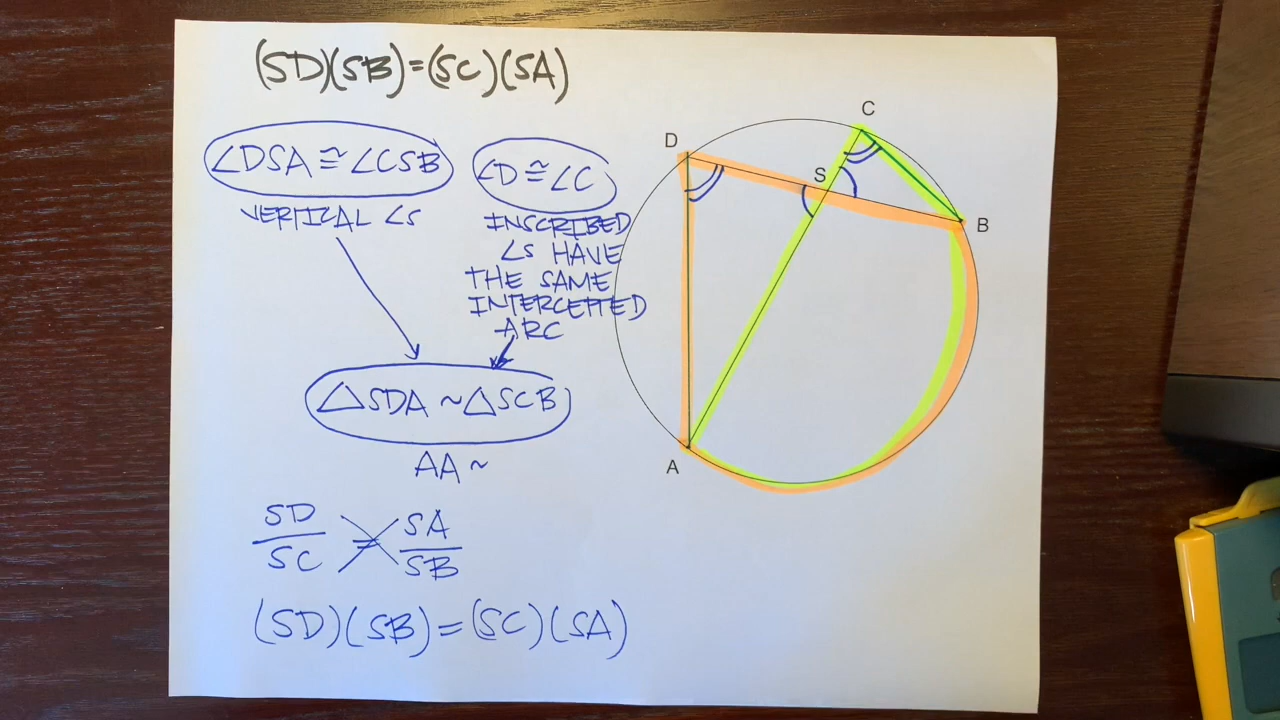 (SD)(SB)=(SC)(SA)
∠DSA ≅ ∠CSB
VERTICAL ∠S
∠D ≅ ∠C
INSCRIBED
∠S HAVE
THE SAME
INTERCEPTED
ARC
△SDA ~ △SCB
AA ~
SD/SC = SA/SB
(SD)(SB)=(SC)(SA)
C
D
S
B
A